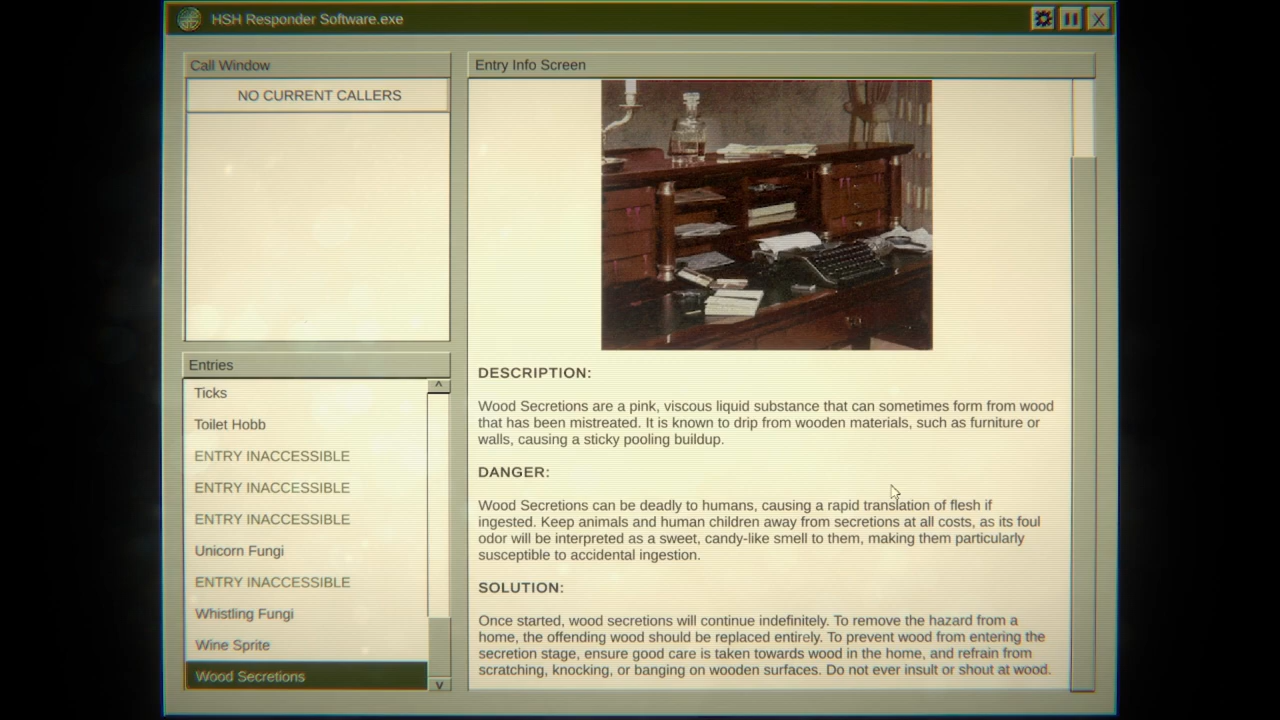 HSH Responder Software.exe
Call Window
NO CURRENT CALLERS
Entries
Ticks
Toilet Hobb
ENTRY INACCESSIBLE
ENTRY INACCESSIBLE
ENTRY INACCESSIBLE
Unicorn Fungi
ENTRY INACCESSIBLE
Whistling Fungi
Wine Sprite
Wood Secretions
Entry Info Screen
DESCRIPTION:
Wood Secretions are a pink, viscous liquid substance that can sometimes form from wood
that has been mistreated. It is known to drip from wooden materials, such as furniture or
walls, causing a sticky pooling buildup.
DANGER:
Wood Secretions can be deadly to humans, causing a rapid translation of flesh if
ingested. Keep animals and human children away from secretions at all costs, as its foul
odor will be interpreted as a sweet, candy-like smell to them, making them particularly
susceptible to accidental ingestion.
SOLUTION:
Once started, wood secretions will continue indefinitely. To remove the hazard from a
home, the offending wood should be replaced entirely. To prevent wood from entering the
secretion stage, ensure good care is taken towards wood in the home, and refrain from
scratching, knocking, or banging on wooden surfaces. Do not ever insult or shout at wood.